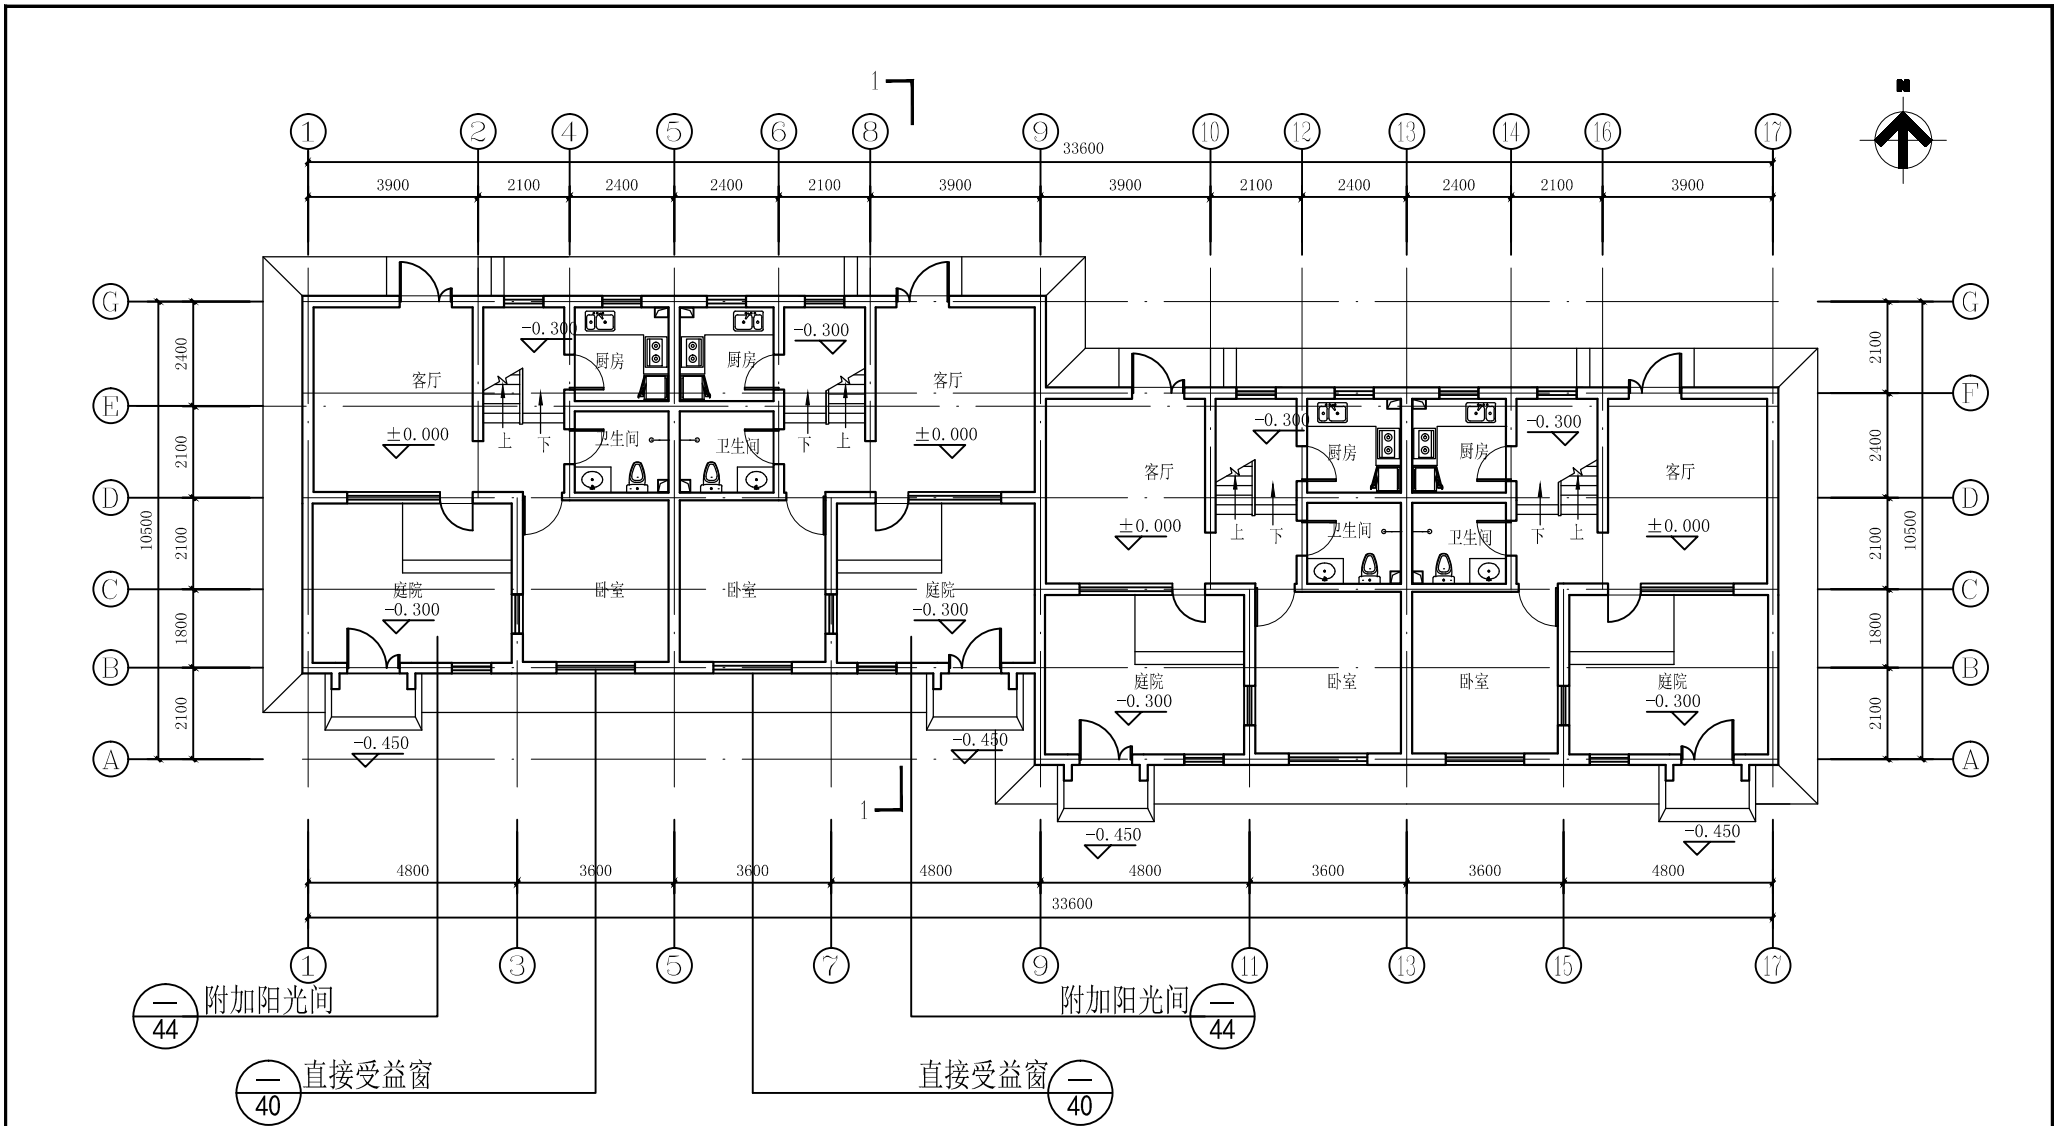 1
N
1 2 4 5 6 8 9 10 12 13 14 16 17
33600
3900 2100 2400 2400 2100 3900 3900 2100 2400 2400 2100 3900
G G
-0.300 -0.300
2400 2100
厨房 厨房
客厅 客厅
E F
±0.000 上 下 卫生间 卫生间 下 上 ±0.000
-0.300 -0.300
2100 2400
厨房 厨房
客厅 客厅
D D
10500 10500
±0.000 上 下 卫生间 卫生间 下 上 ±0.000
2100 2100
C C
庭院 卧室 卧室 庭院
-0.300 -0.300
1800 1800
B B
庭院 卧室 卧室 庭院
-0.300 -0.300
2100 2100
-0.450 -0.450
A A
1
-0.450 -0.450
4800 3600 3600 4800 4800 3600 3600 4800
33600
1 3 5 7 9 11 13 15 17
— 附加阳光间 附加阳光间 —
44 44
— 直接受益窗 直接受益窗 —
40 40